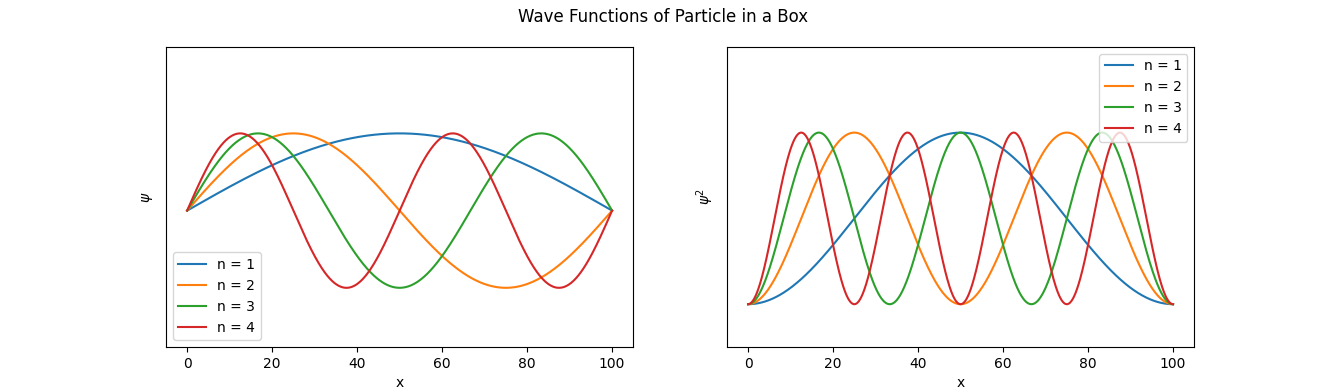 Wave Functions of Particle in a Box
ψ
n = 1
n = 2
n = 3
n = 4
0 20 40 60 80 100
x
ψ²
n = 1
n = 2
n = 3
n = 4
0 20 40 60 80 100
x